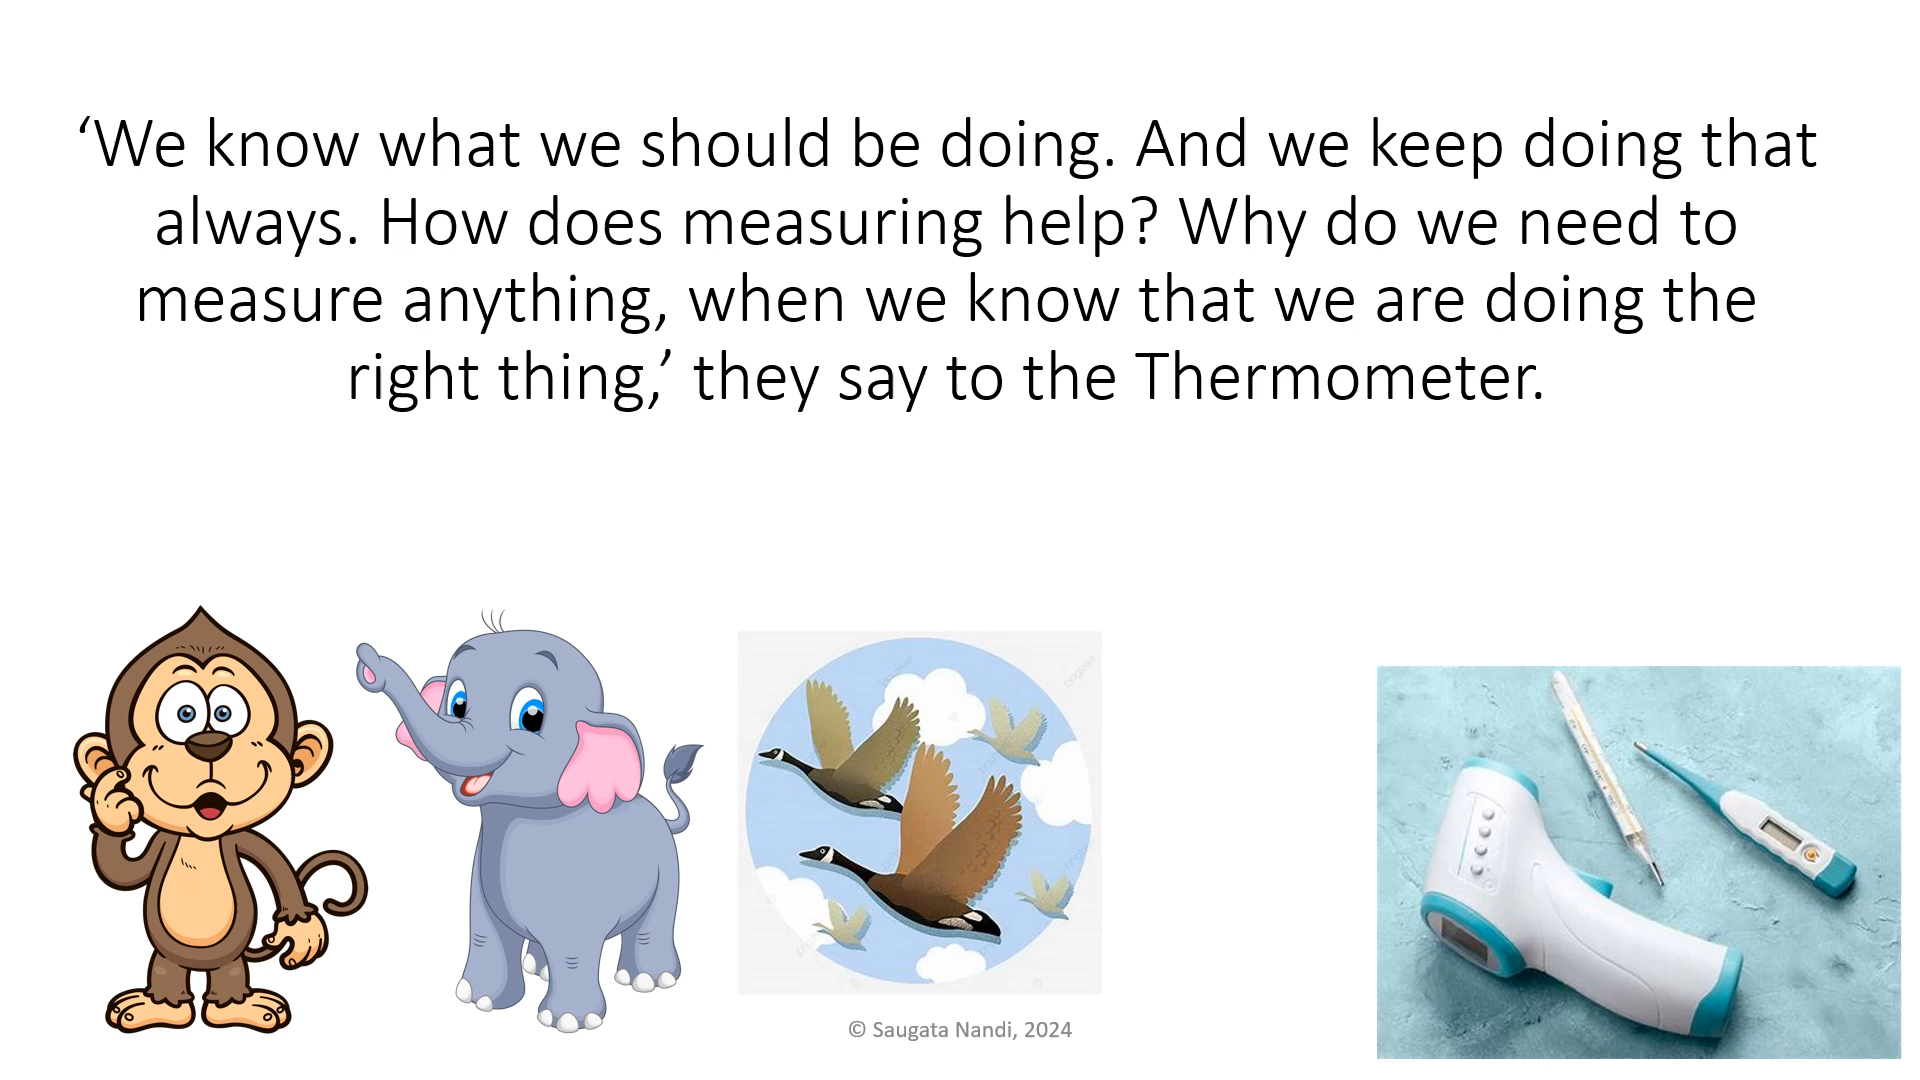 ‘We know what we should be doing. And we keep doing that
always. How does measuring help? Why do we need to
measure anything, when we know that we are doing the
right thing,’ they say to the Thermometer.
© Saugata Nandi, 2024